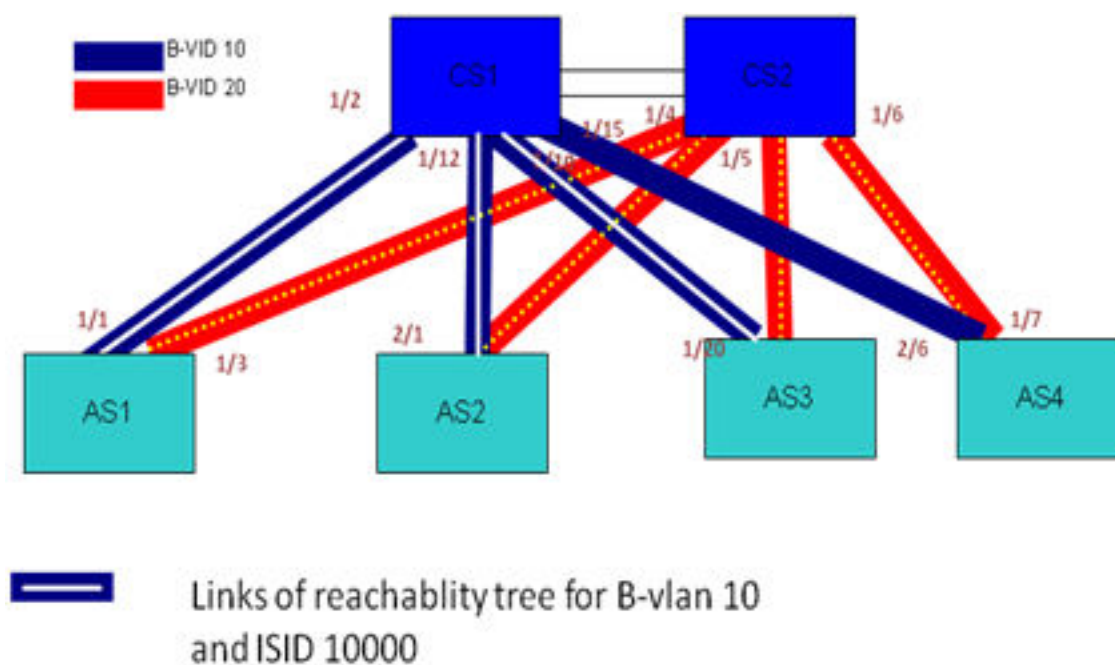 B-VID 10
B-VID 20
CS1
CS2
1/2
1/4
1/6
1/15
1/12
1/5
1/1
1/3
2/1
1/20
2/6
1/7
AS1
AS2
AS3
AS4
Links of reachablity tree for B-vlan 10
and ISID 10000